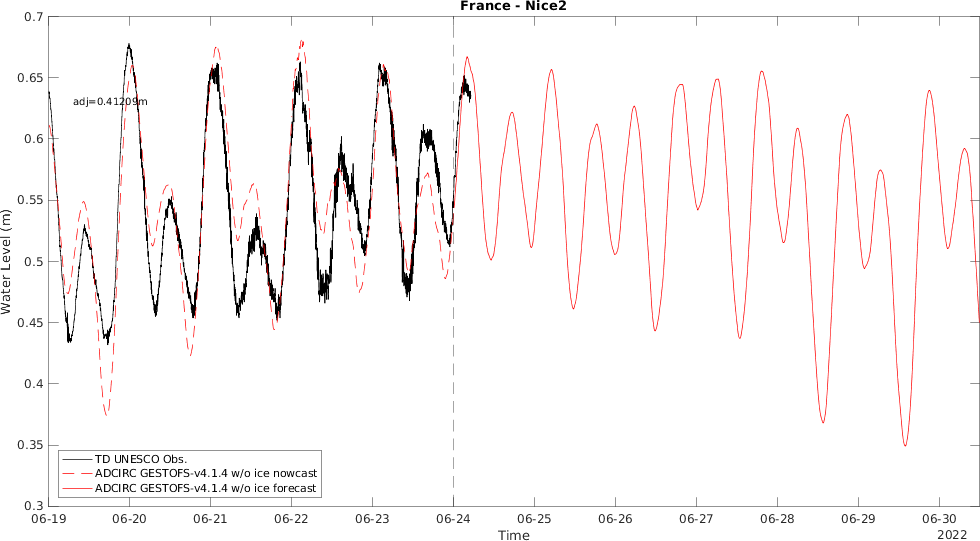 France - Nice2
0.7
0.65
0.6
0.55
0.5
0.45
0.4
0.35
0.3
Water Level (m)
adj=0.41209m
TD UNESCO Obs.
ADCIRC GESTOFS-v4.1.4 w/o ice nowcast
ADCIRC GESTOFS-v4.1.4 w/o ice forecast
06-19 06-20 06-21 06-22 06-23 06-24 06-25 06-26 06-27 06-28 06-29 06-30
Time
2022